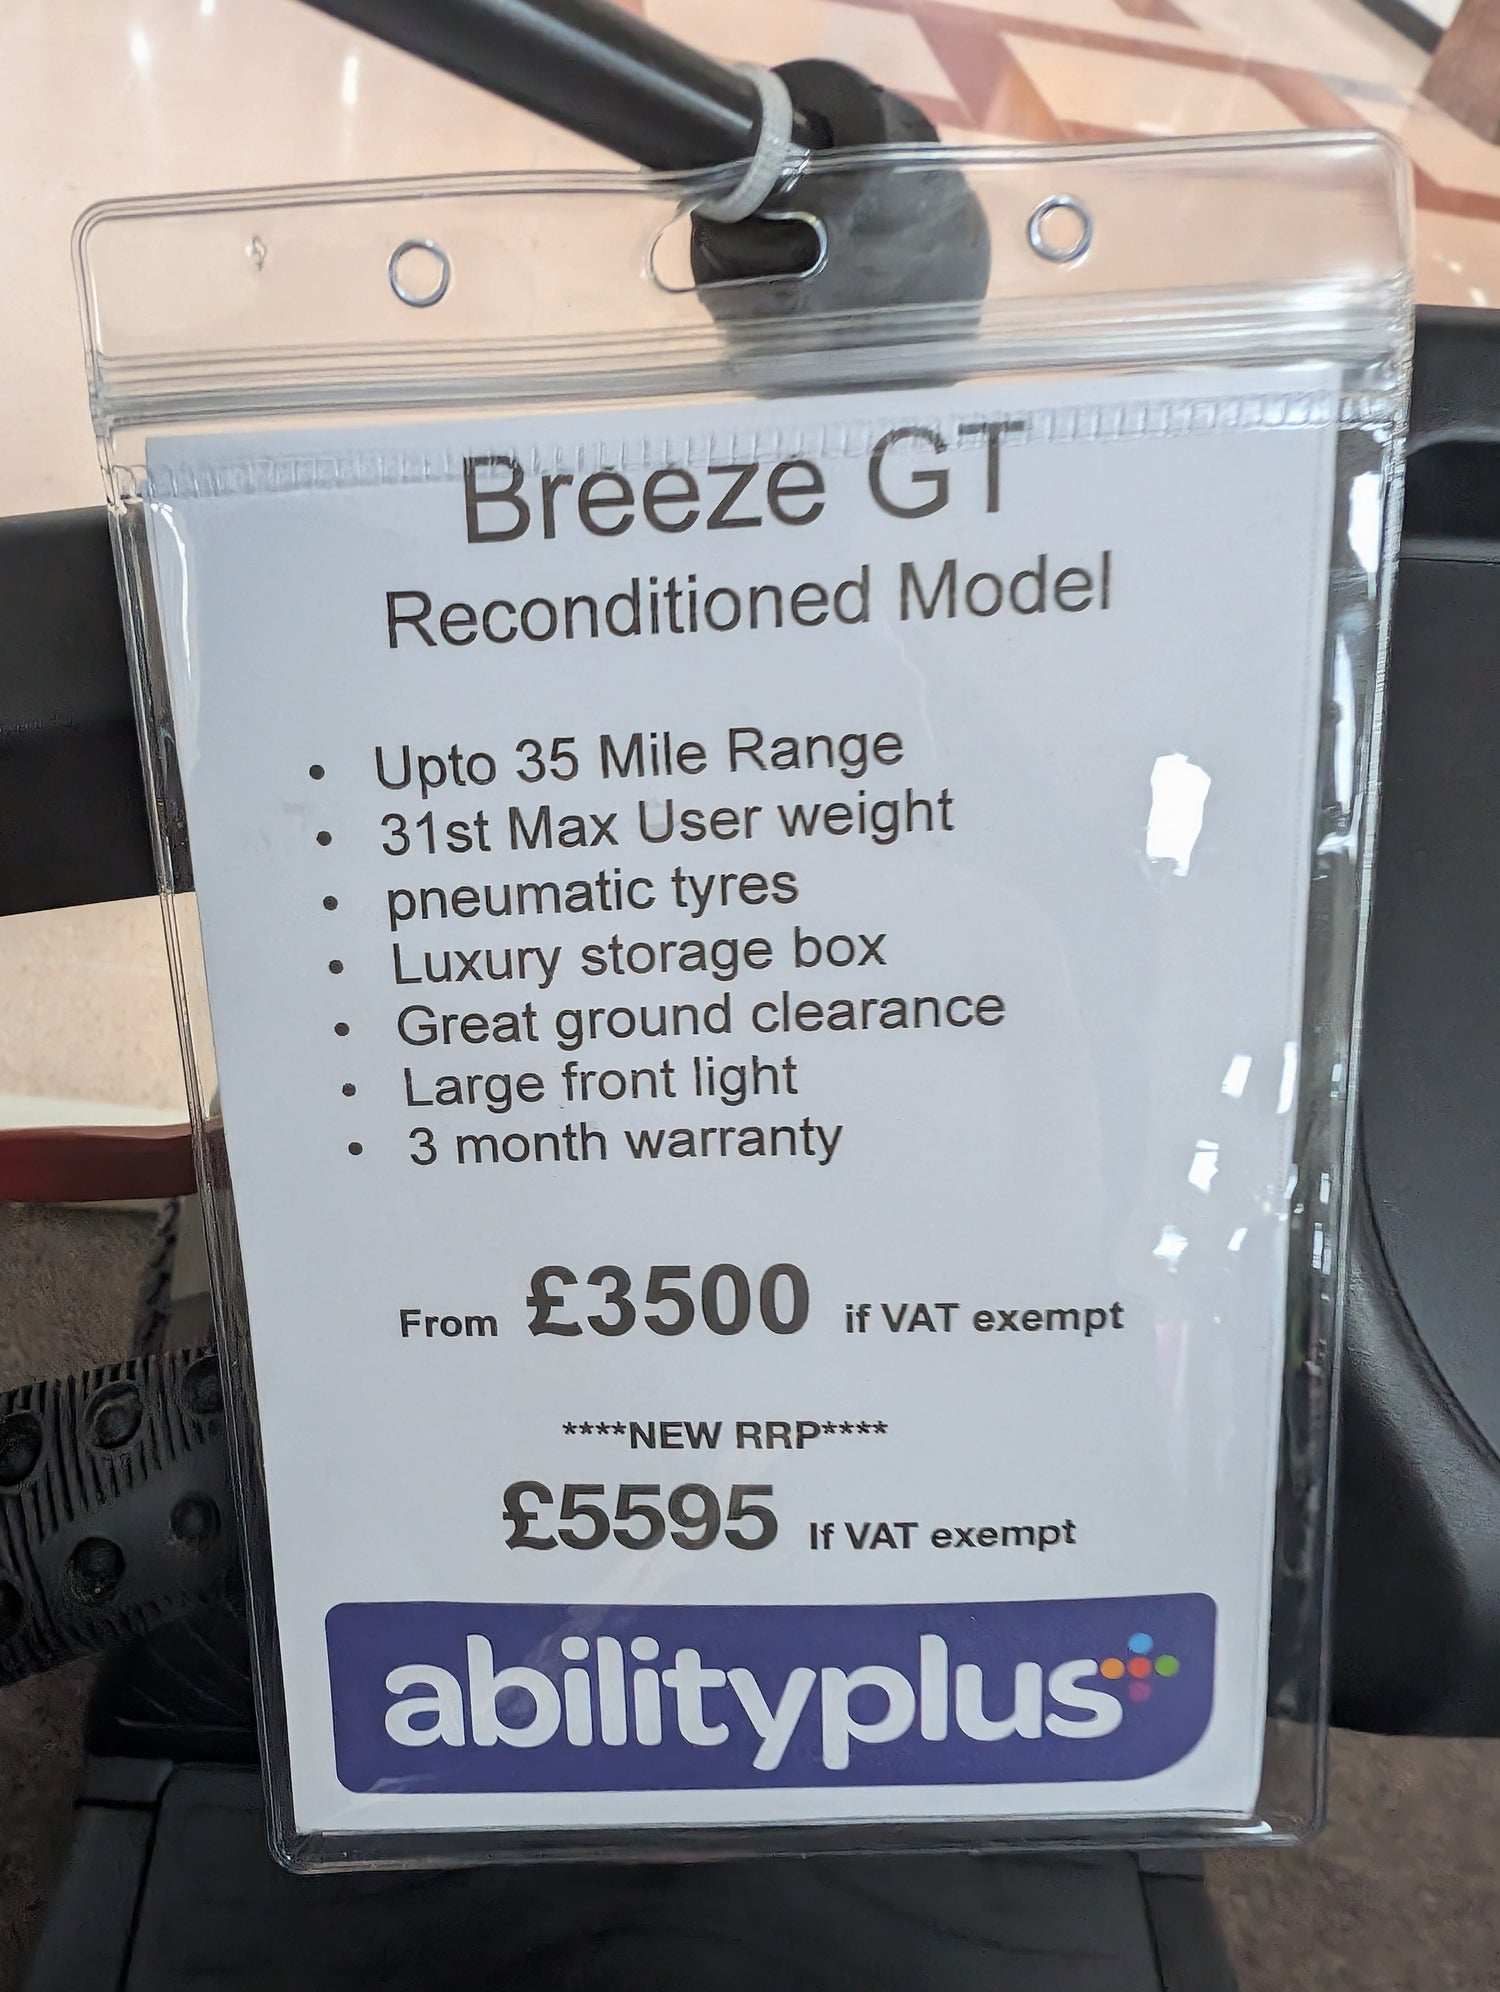 Breeze GT
Reconditioned Model
• Upto 35 Mile Range
• 31st Max User weight
• pneumatic tyres
• Luxury storage box
• Great ground clearance
• Large front light
• 3 month warranty
From £3500 if VAT exempt
****NEW RRP****
£5595 If VAT exempt
abilityplus